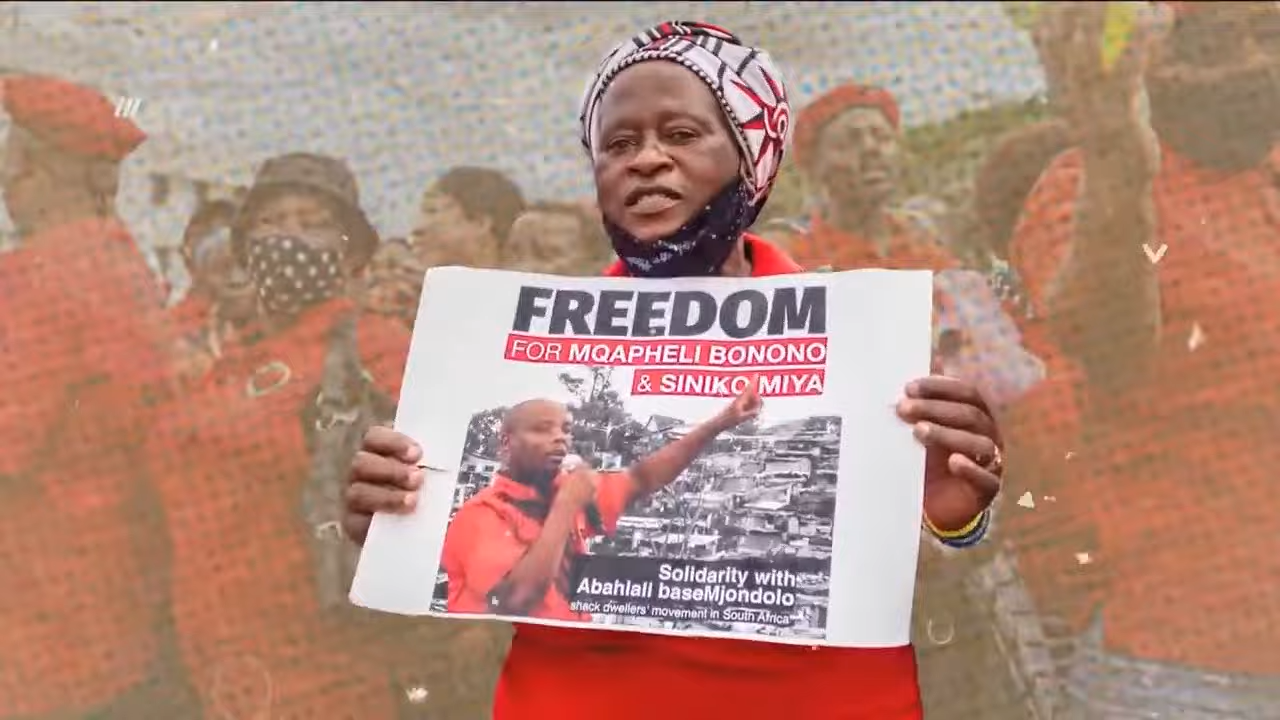 FREEDOM
FOR MQAPHELI BONONO
& SINIKO MIYA
Solidarity with
Abahlali baseMjondolo
shack dwellers' movement in South Africa